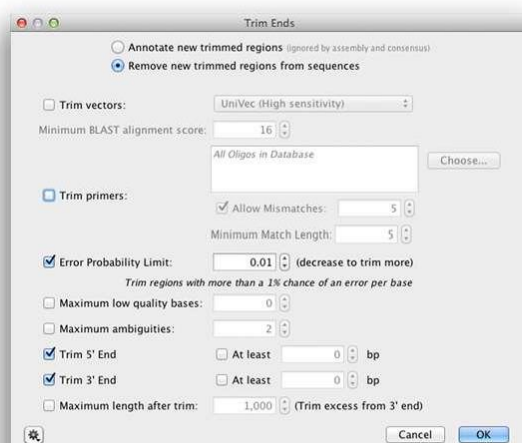 Trim Ends
Annotate new trimmed regions (ignored by assembly and consensus)
Remove new trimmed regions from sequences
Trim vectors: UniVec (High sensitivity)
Minimum BLAST alignment score: 16
All Oligos in Database
Choose...
Trim primers:
Allow Mismatches: 5
Minimum Match Length: 5
Error Probability Limit: 0.01 (decrease to trim more)
Trim regions with more than a 1% chance of an error per base
Maximum low quality bases: 0
Maximum ambiguities: 2
Trim 5' End At least 0 bp
Trim 3' End At least 0 bp
Maximum length after trim: 1,000 (Trim excess from 3' end)
Cancel OK